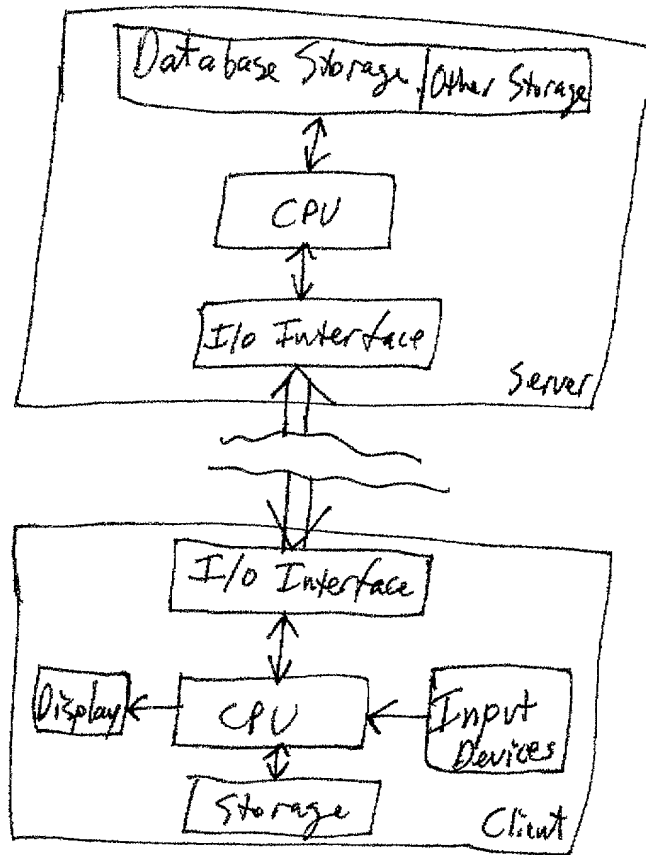 Database Storage Other Storage
CPU
I/o Interface
Server
I/o Interface
Display CPU Input
Devices
Storage
Client